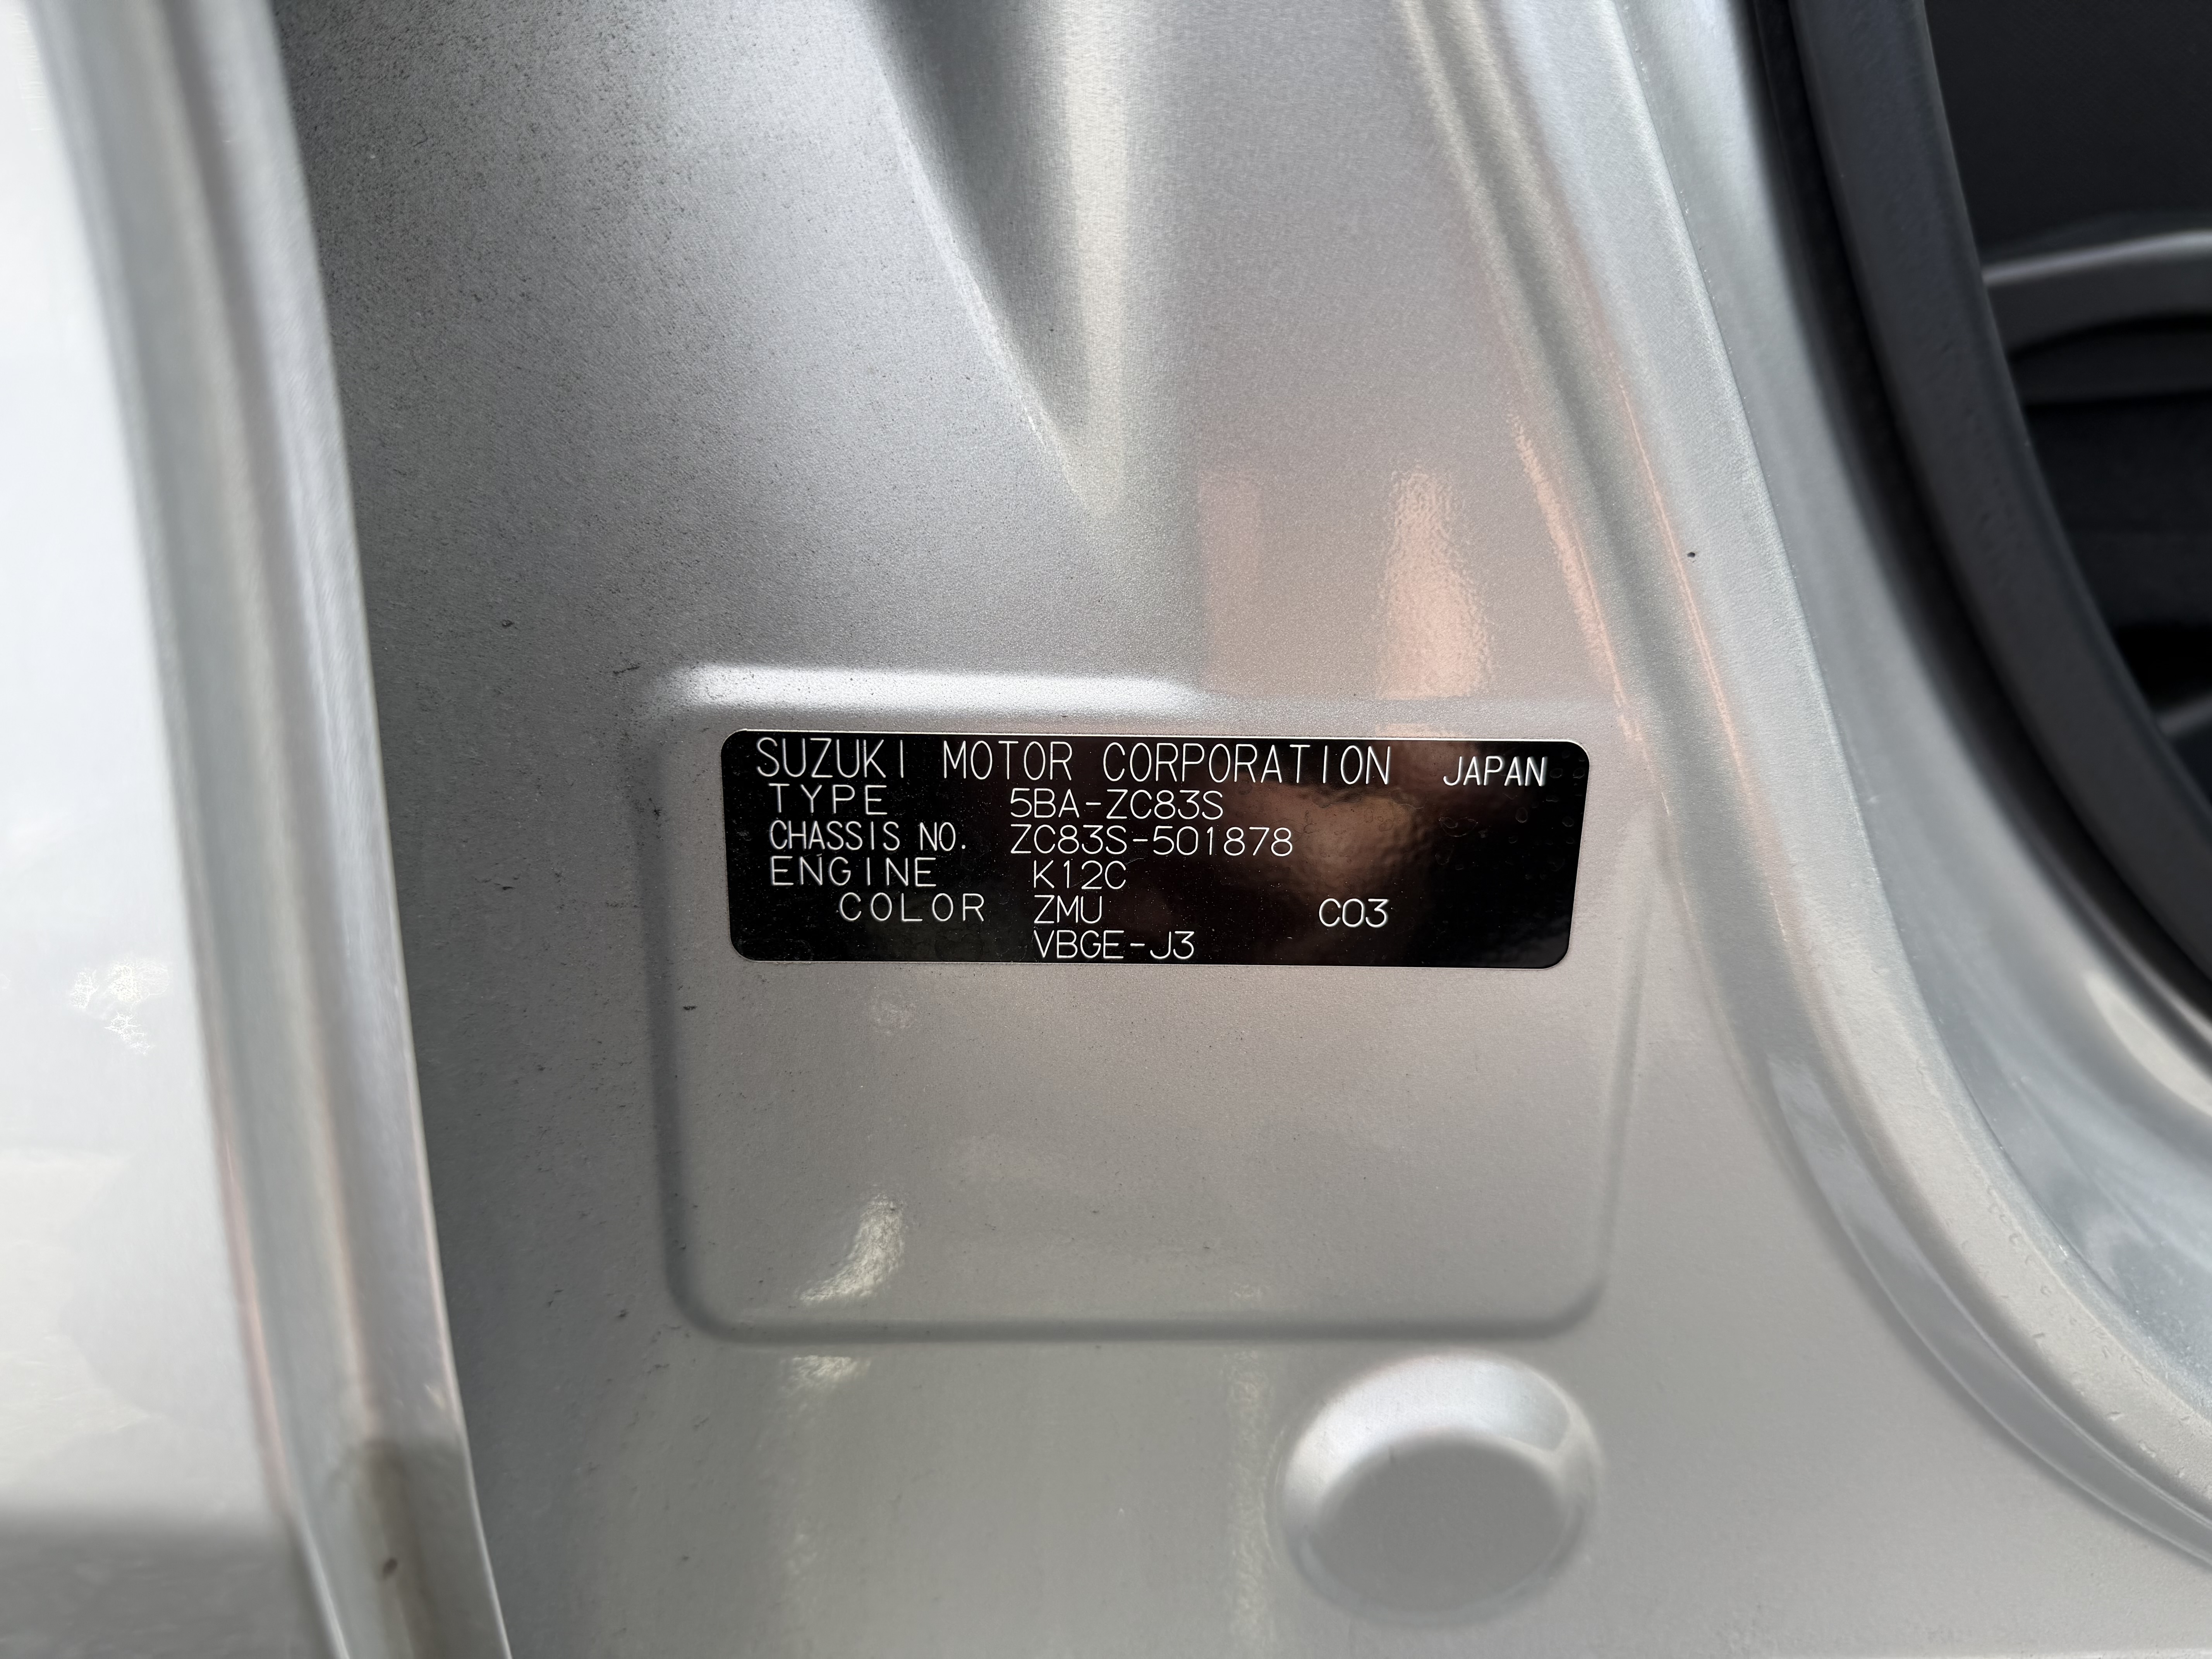 SUZUKI MOTOR CORPORATION JAPAN
TYPE 5BA-ZC83S
CHASSIS NO. ZC83S-501878
ENGINE K12C
COLOR ZMU C03
VBGE-J3